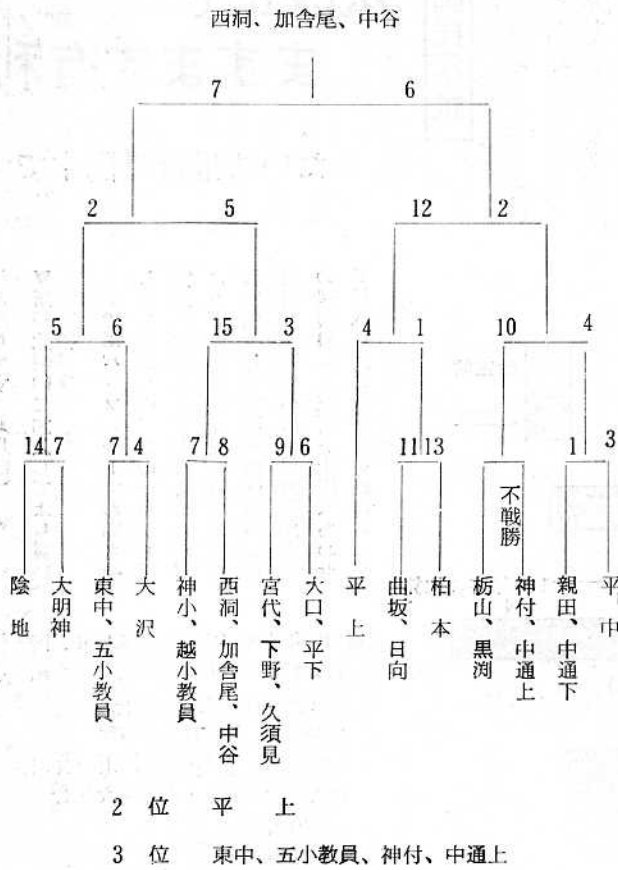 西洞、加舎尾、中谷
7 6
2 5 12 2
5 6 15 3 4 1 10 4
14 7 7 4 7 8 9 6 11 13 1 3
不戦勝
陰地
大明神
東中、五小教員
大沢
神小、越小教員
西洞、加舎尾、中谷
宮代、下野、久須見
大口、平下
平上
曲坂、日向
柏本
栃山、黒渕
神付、中通上
親田、中通下
平中
2位 平上
3位 東中、五小教員、神付、中通上